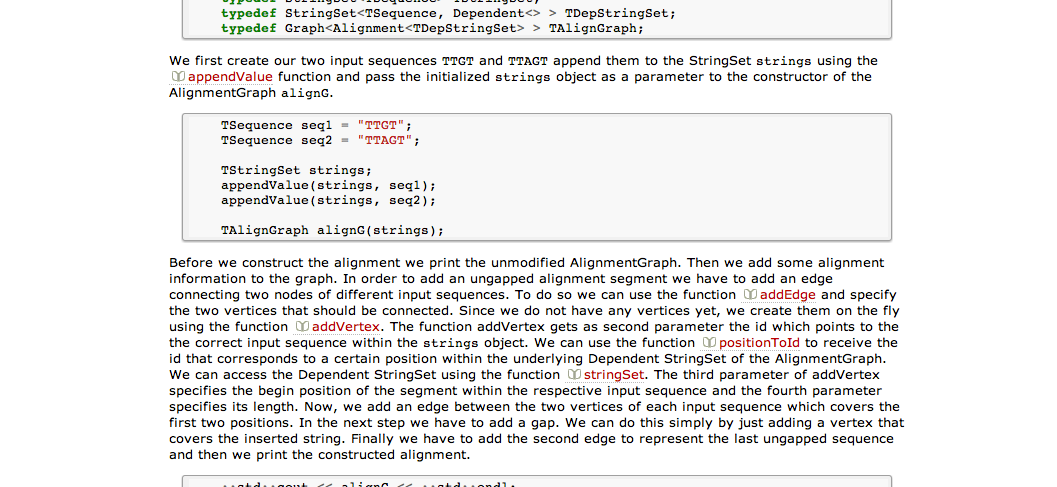 typedef StringSet<TSequence, Dependent<> > TDepStringSet;
typedef Graph<Alignment<TDepStringSet> > TAlignGraph;
We first create our two input sequences TTGT and TTAGT append them to the StringSet strings using the
appendValue function and pass the initialized strings object as a parameter to the constructor of the
AlignmentGraph alignG.
TSequence seq1 = "TTGT";
TSequence seq2 = "TTAGT";
TStringSet strings;
appendValue(strings, seq1);
appendValue(strings, seq2);
TAlignGraph alignG(strings);
Before we construct the alignment we print the unmodified AlignmentGraph. Then we add some alignment
information to the graph. In order to add an ungapped alignment segment we have to add an edge
connecting two nodes of different input sequences. To do so we can use the function addEdge and specify
the two vertices that should be connected. Since we do not have any vertices yet, we create them on the fly
using the function addVertex. The function addVertex gets as second parameter the id which points to the
the correct input sequence within the strings object. We can use the function positionToId to receive the
id that corresponds to a certain position within the underlying Dependent StringSet of the AlignmentGraph.
We can access the Dependent StringSet using the function stringSet. The third parameter of addVertex
specifies the begin position of the segment within the respective input sequence and the fourth parameter
specifies its length. Now, we add an edge between the two vertices of each input sequence which covers the
first two positions. In the next step we have to add a gap. We can do this simply by just adding a vertex that
covers the inserted string. Finally we have to add the second edge to represent the last ungapped sequence
and then we print the constructed alignment.